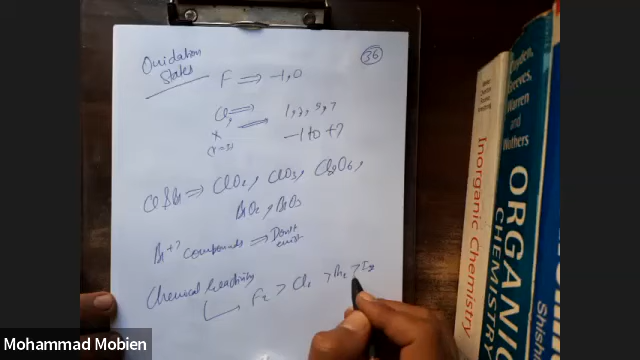 Oxidation
States
36
F ⟹ -1, 0
Cl, ⟹ 1, 3, 5, 7
X ⟹ -1 to +7
Cl & Br ⟹ ClO2, ClO3, Cl2O6,
BrO2, BrO3
Br+7 compounds ⟹ Don't
exist
Chemical Reactivity
F2 > Cl2 > Br2 > I2
Inorganic Chemistry
Clayden,
Greeves,
Warren
and
Wothers
ORGANIC
CHEMISTRY
Mohammad Mobien